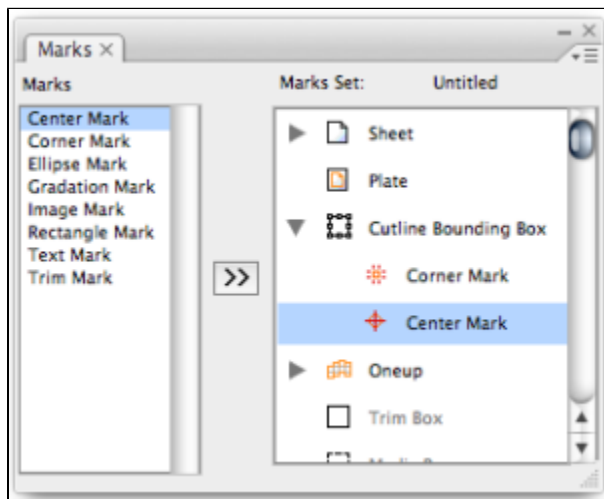 Marks
Marks
Marks Set: Untitled
Center Mark
Corner Mark
Ellipse Mark
Gradation Mark
Image Mark
Rectangle Mark
Text Mark
Trim Mark
>>
Sheet
Plate
Cutline Bounding Box
Corner Mark
Center Mark
Oneup
Trim Box